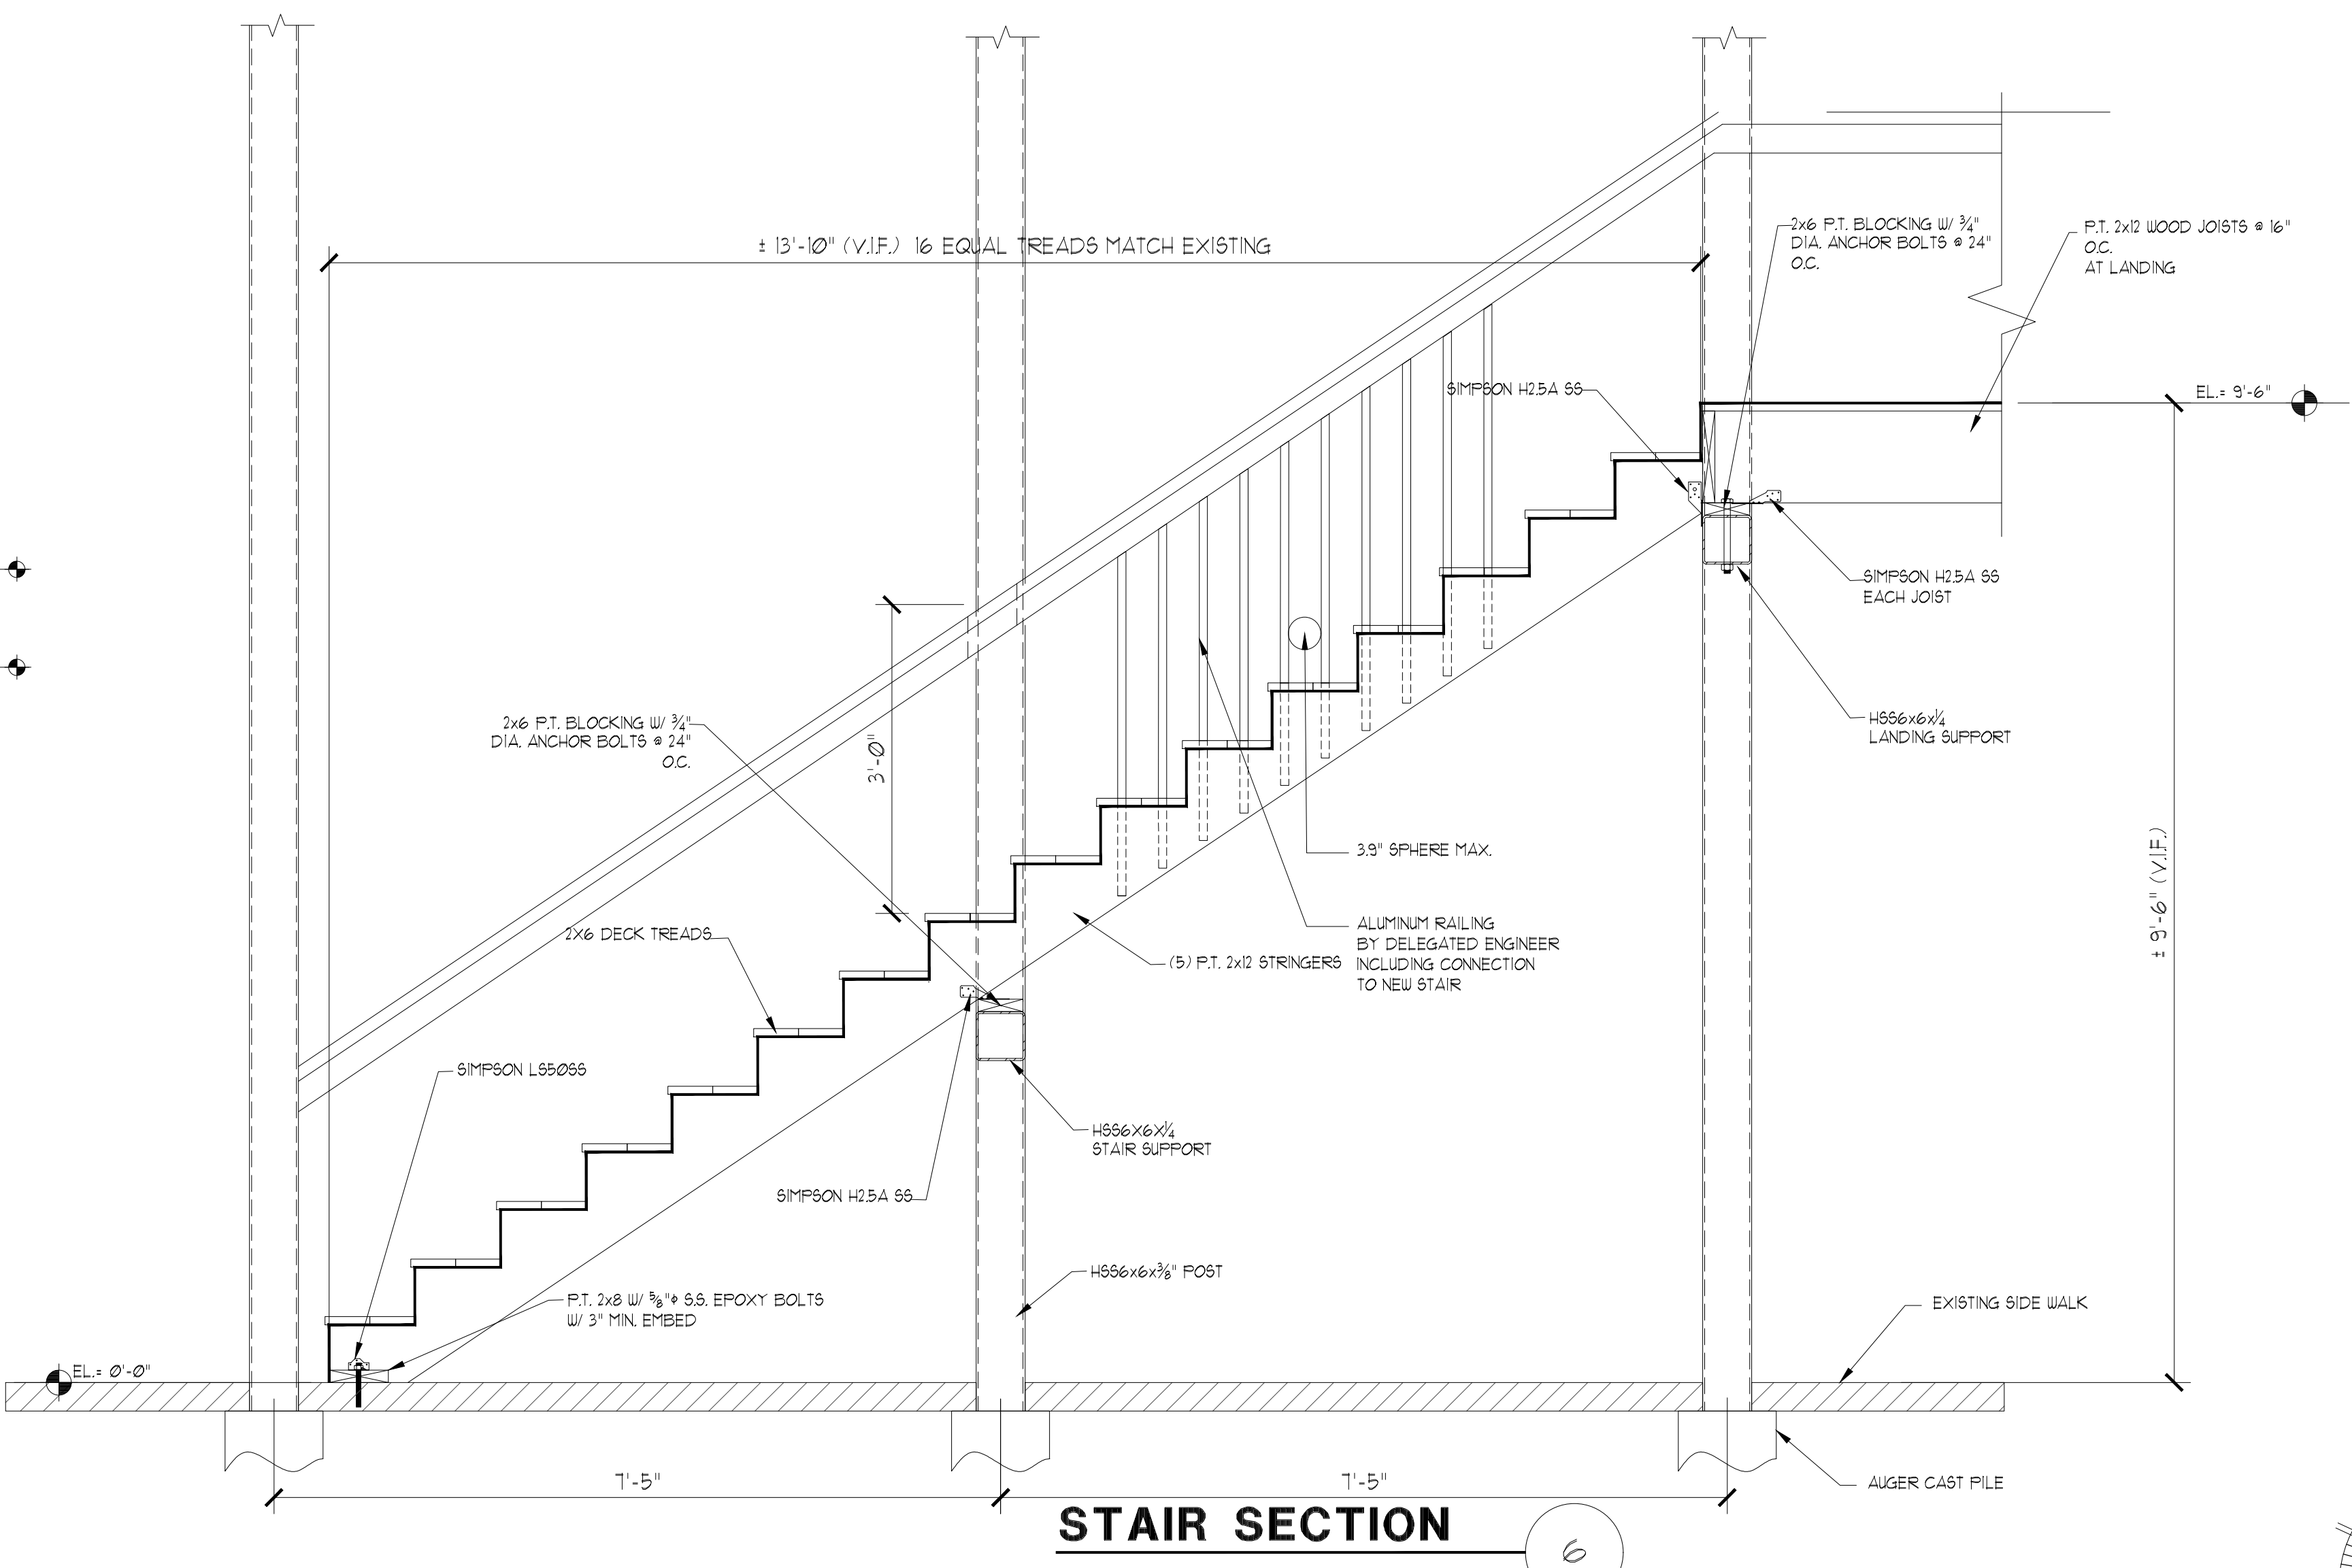 ± 13'-10" (V.I.F.) 16 EQUAL TREADS MATCH EXISTING
2x6 P.T. BLOCKING W/ ¾"
DIA. ANCHOR BOLTS @ 24"
O.C.
P.T. 2x12 WOOD JOISTS @ 16"
O.C.
AT LANDING
SIMPSON H2.5A SS
EL.= 9'-6"
SIMPSON H2.5A SS
EACH JOIST
2x6 P.T. BLOCKING W/ ¾"
DIA. ANCHOR BOLTS @ 24"
O.C.
3'-0"
HSS6x6x¼
LANDING SUPPORT
3.9" SPHERE MAX.
± 9'-6" (V.I.F.)
2X6 DECK TREADS
ALUMINUM RAILING
BY DELEGATED ENGINEER
INCLUDING CONNECTION
TO NEW STAIR
(5) P.T. 2x12 STRINGERS
SIMPSON LS50SS
HSS6X6X¼
STAIR SUPPORT
SIMPSON H2.5A SS
HSS6x6x⅜" POST
P.T. 2x8 W/ ⅝"ϕ S.S. EPOXY BOLTS
W/ 3" MIN. EMBED
EXISTING SIDE WALK
EL.= 0'-0"
7'-5"
7'-5"
AUGER CAST PILE
STAIR SECTION
6